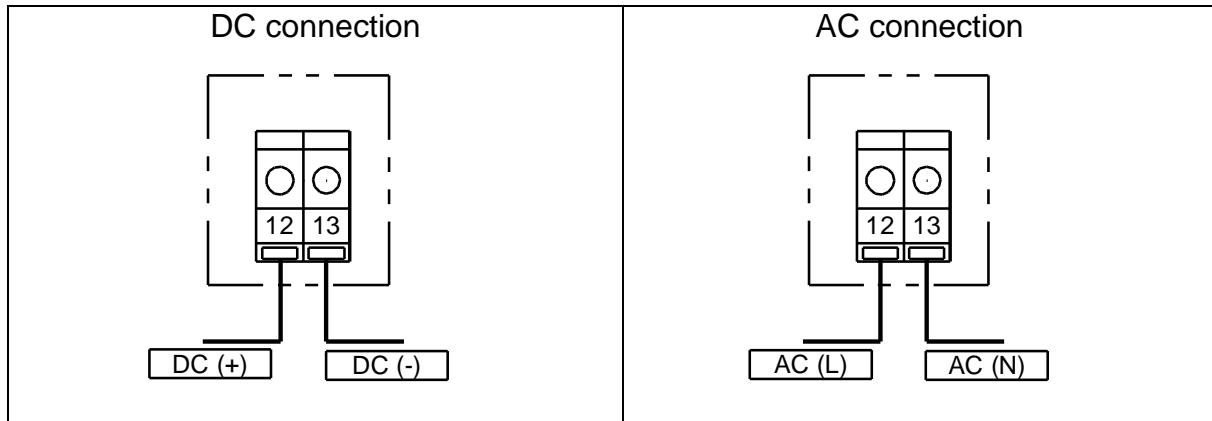 DC connection
12 13
DC (+)
DC (-)
AC connection
12 13
AC (L)
AC (N)